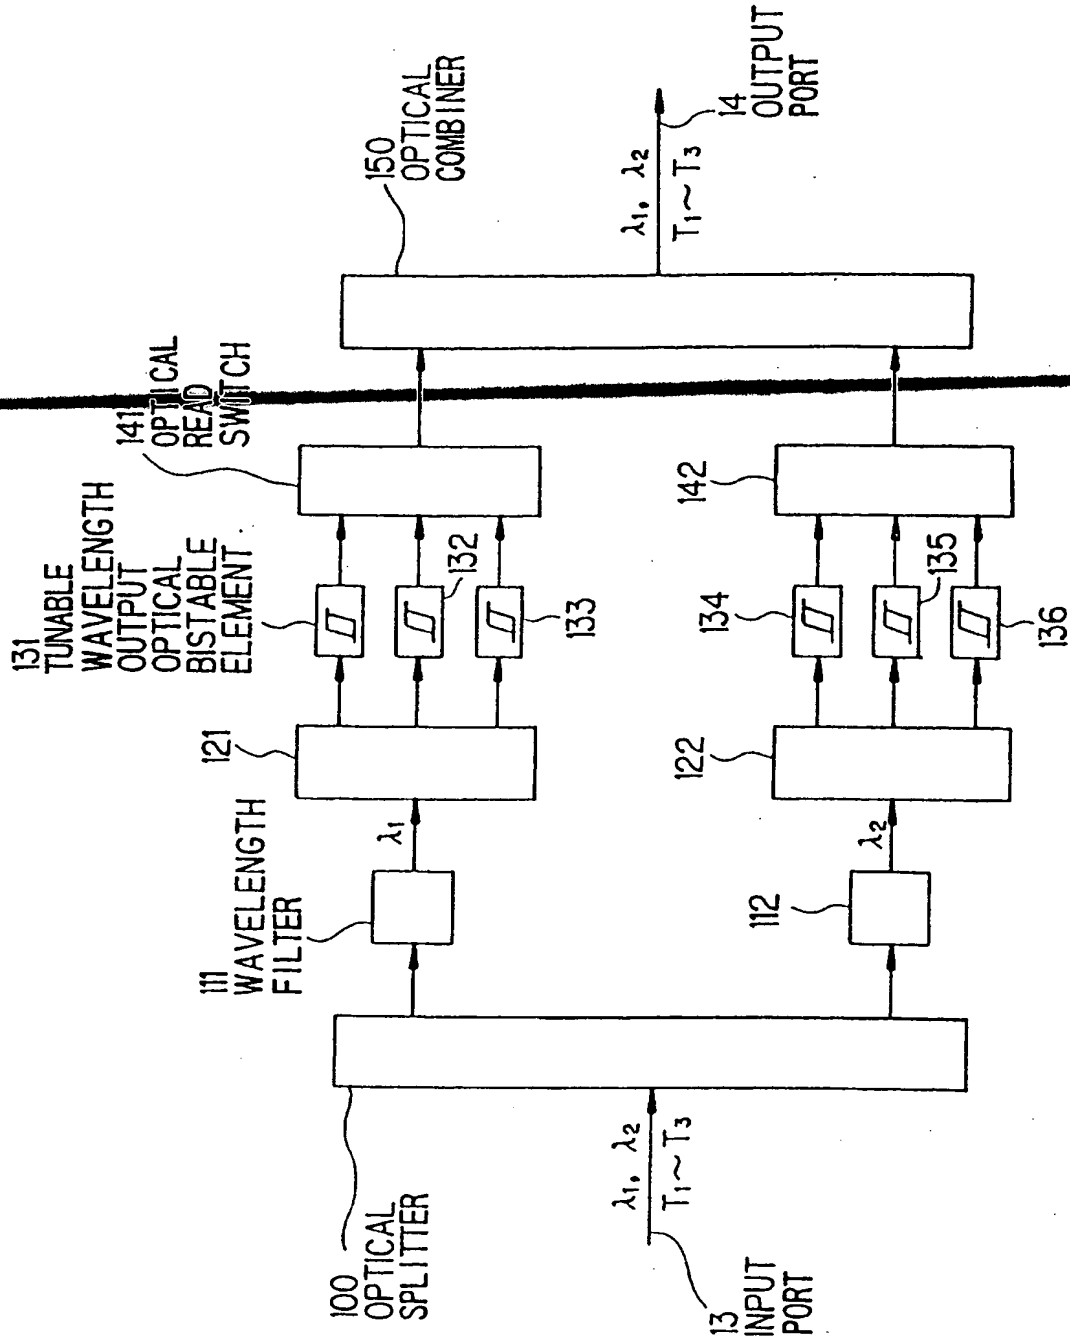 13
INPUT
PORT
λ1, λ2
T1~T3
100
OPTICAL
SPLITTER
111
WAVELENGTH
FILTER
112
λ1
λ2
121
122
131
TUNABLE
WAVELENGTH
OUTPUT
OPTICAL
BISTABLE
ELEMENT
132
133
134
135
136
141
OPTICAL
READ
SWITCH
142
150
OPTICAL
COMBINER
λ1, λ2
T1~T3
14
OUTPUT
PORT